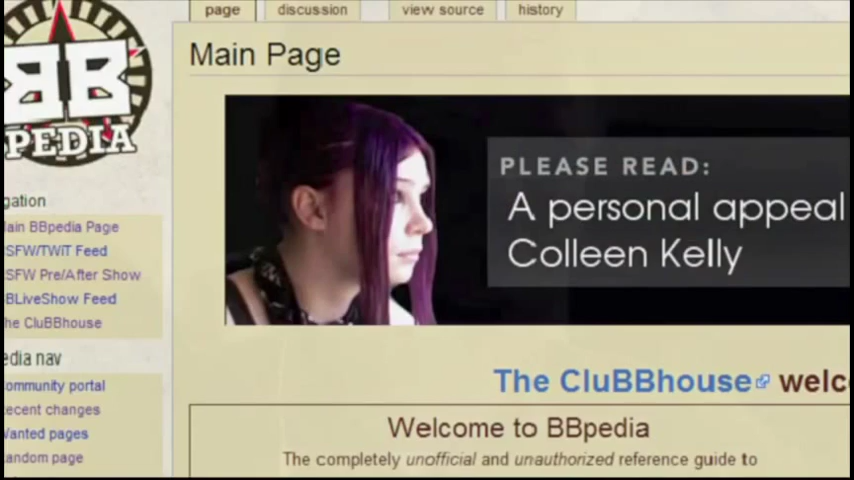 page discussion view source history
BB
PEDIA
Main Page
PLEASE READ:
A personal appeal
Colleen Kelly
gation
ain BBpedia Page
SFW/TWiT Feed
SFW Pre/After Show
BLiveShow Feed
he CluBBhouse
edia nav
ommunity portal
ecent changes
Wanted pages
andom page
The CluBBhouse welc
Welcome to BBpedia
The completely unofficial and unauthorized reference guide to